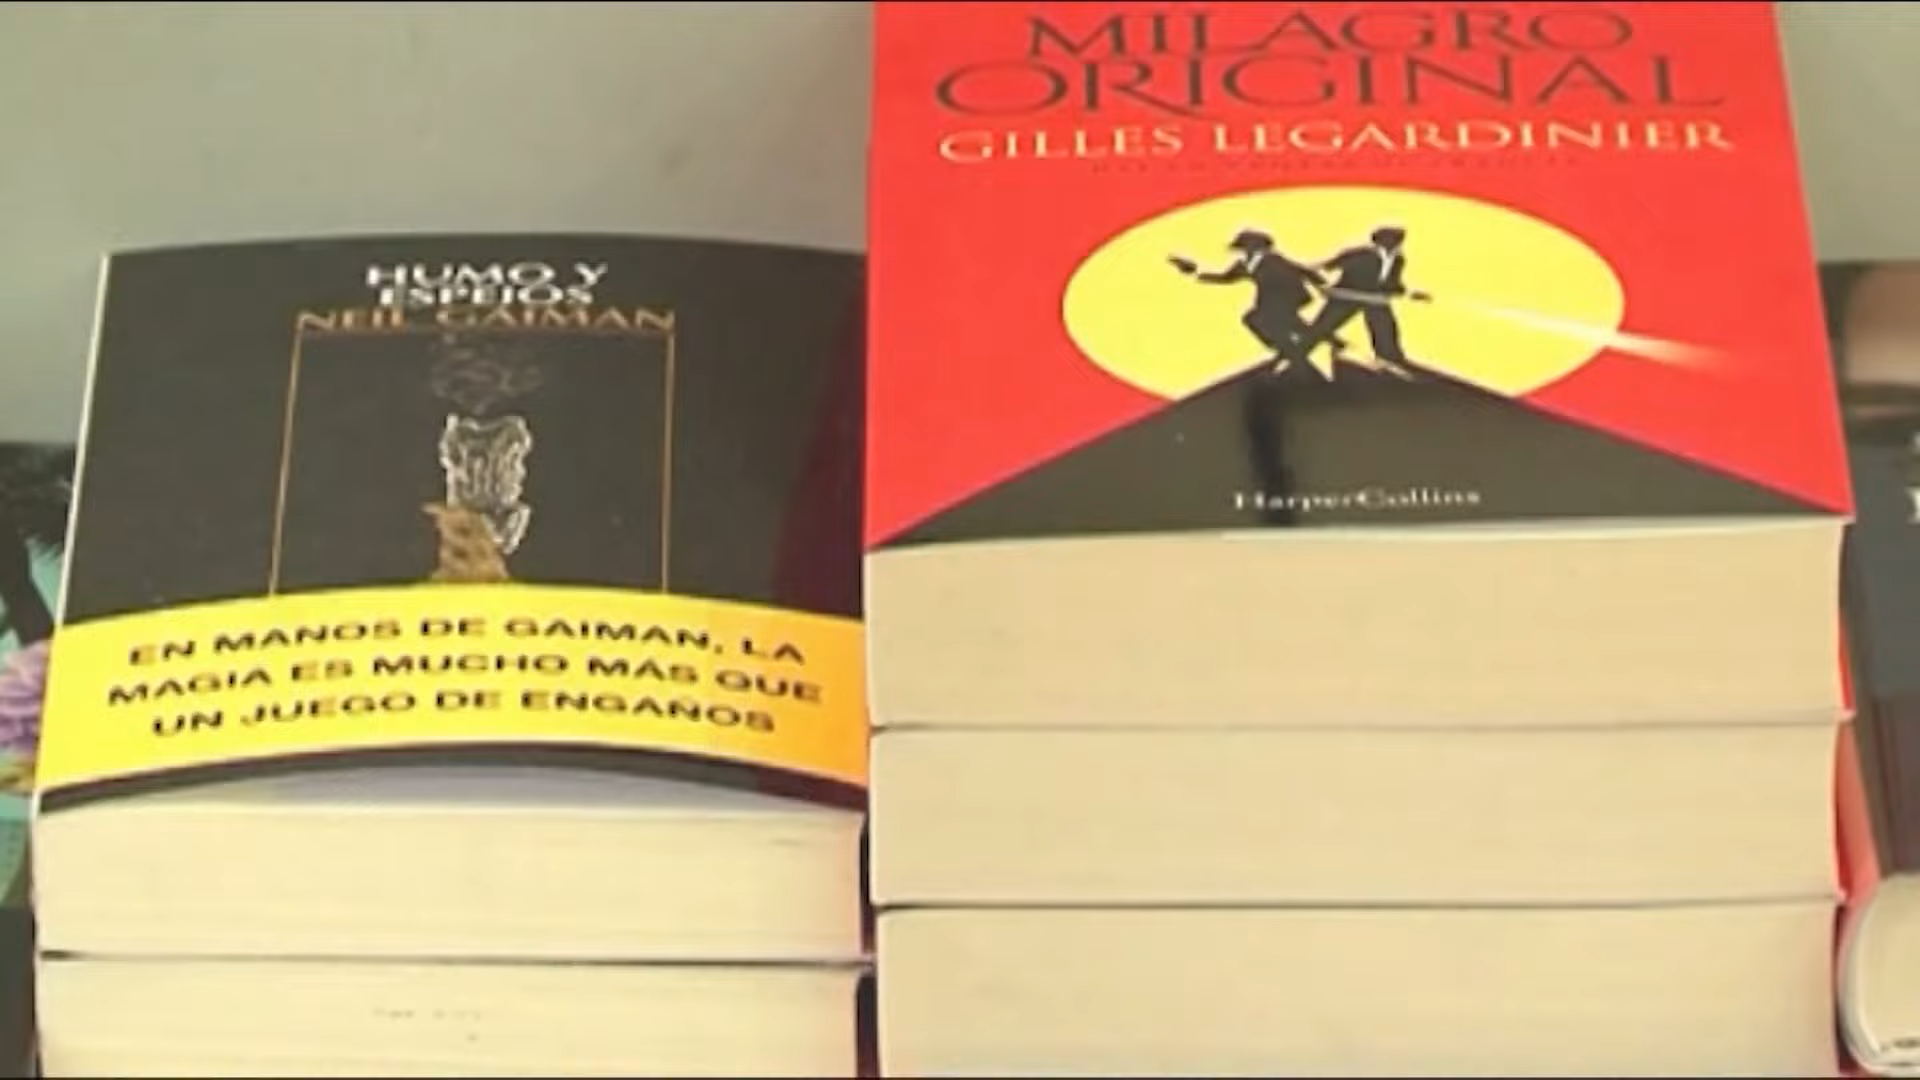 HUMO Y
ESPEJOS
NEIL GAIMAN
EN MANOS DE GAIMAN, LA
MAGIA ES MUCHO MÁS QUE
UN JUEGO DE ENGAÑOS
MILAGRO
ORIGINAL
GILLES LEGARDINIER
HarperCollins